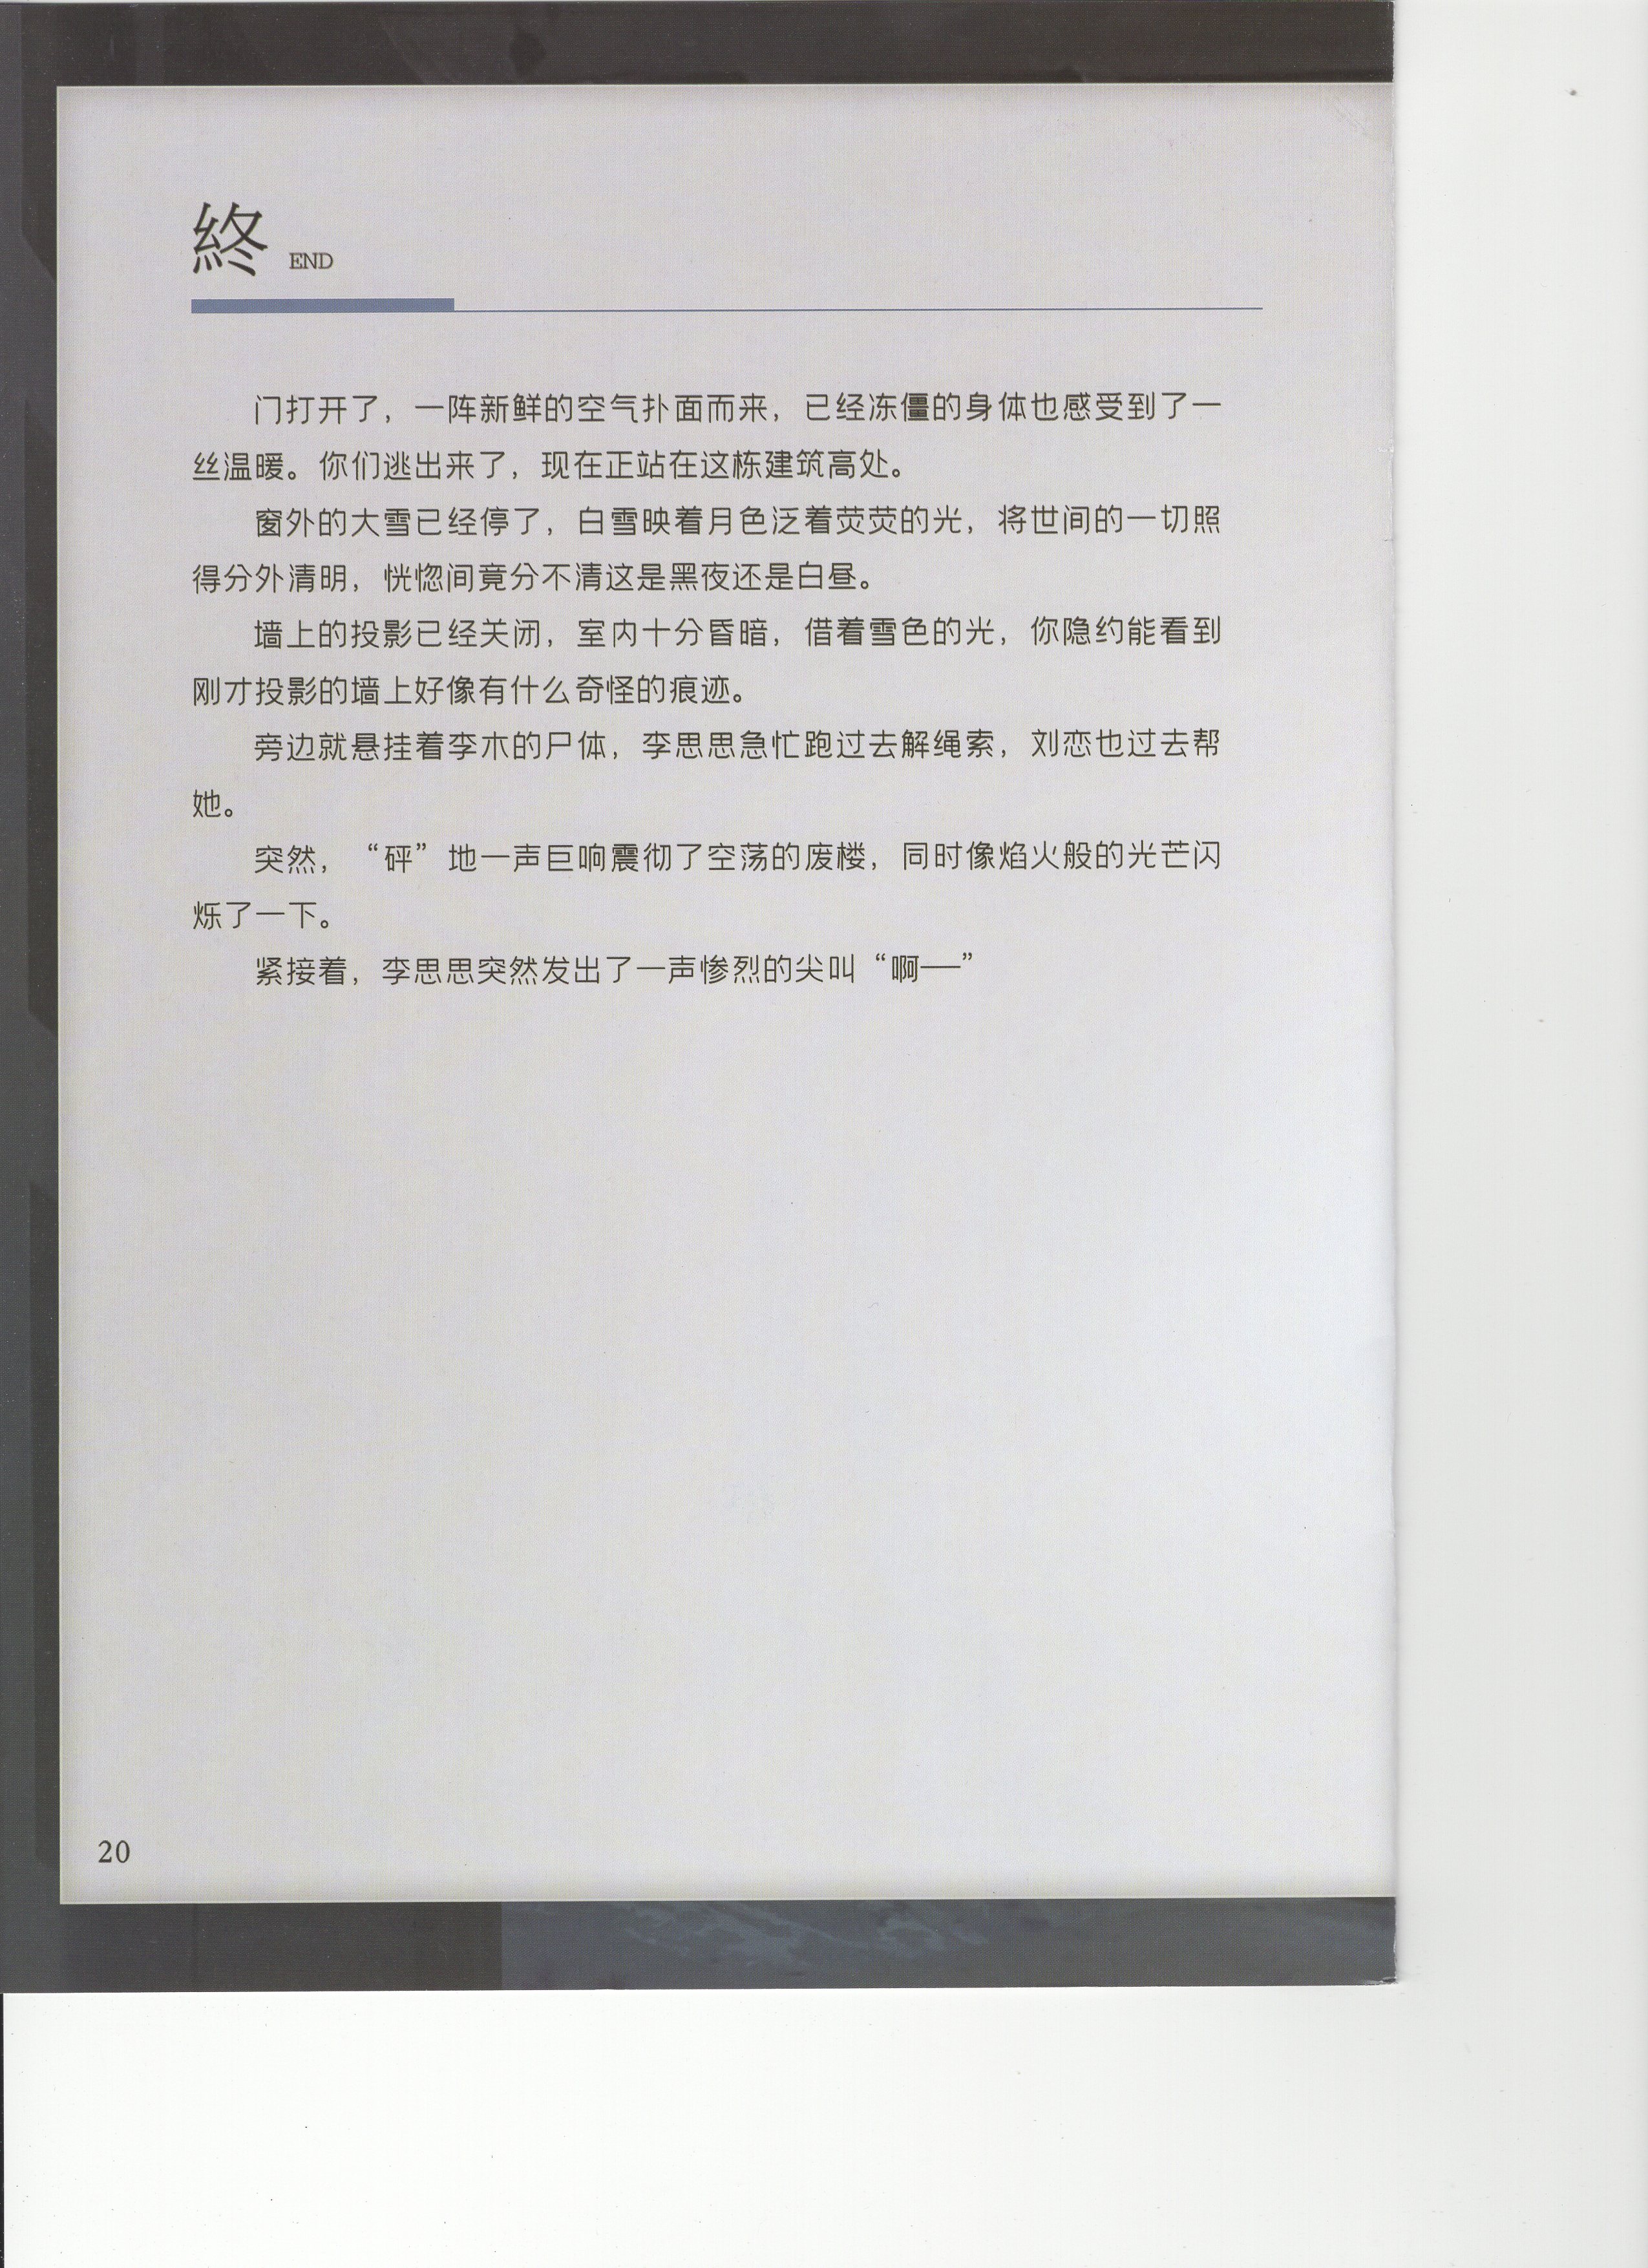 終 END
门打开了，一阵新鲜的空气扑面而来，已经冻僵的身体也感受到了一
丝温暖。你们逃出来了，现在正站在这栋建筑高处。
窗外的大雪已经停了，白雪映着月色泛着荧荧的光，将世间的一切照
得分外清明，恍惚间竟分不清这是黑夜还是白昼。
墙上的投影已经关闭，室内十分昏暗，借着雪色的光，你隐约能看到
刚才投影的墙上好像有什么奇怪的痕迹。
旁边就悬挂着李木的尸体，李思思急忙跑过去解绳索，刘恋也过去帮
她。
突然，“砰”地一声巨响震彻了空荡的废楼，同时像焰火般的光芒闪
烁了一下。
紧接着，李思思突然发出了一声惨烈的尖叫“啊——”
20